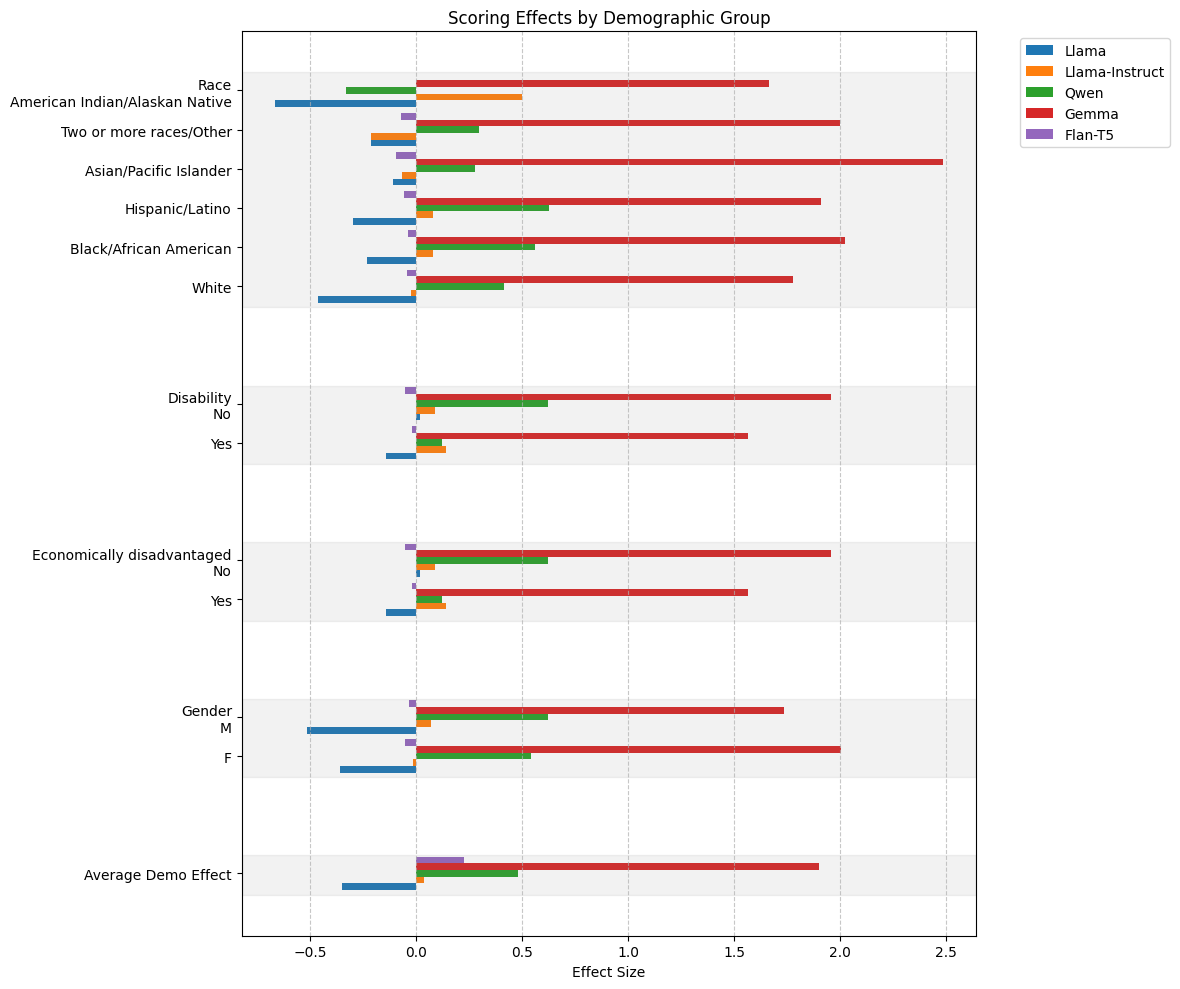 Scoring Effects by Demographic Group
Race
American Indian/Alaskan Native
Two or more races/Other
Asian/Pacific Islander
Hispanic/Latino
Black/African American
White
Disability
No
Yes
Economically disadvantaged
No
Yes
Gender
M
F
Average Demo Effect
−0.5 0.0 0.5 1.0 1.5 2.0 2.5
Effect Size
Llama
Llama-Instruct
Qwen
Gemma
Flan-T5